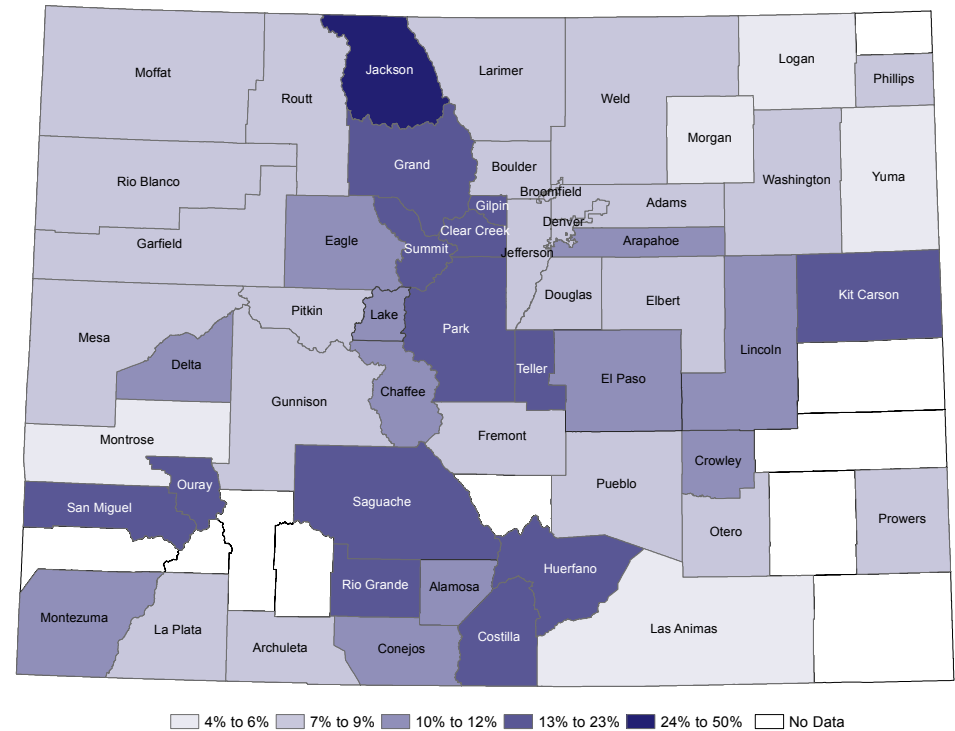 Moffat
Routt
Jackson
Larimer
Weld
Logan
Phillips
Morgan
Grand
Boulder
Rio Blanco
Washington
Yuma
Broomfield
Adams
Gilpin
Denver
Clear Creek
Garfield
Eagle
Summit
Jefferson
Arapahoe
Pitkin
Lake
Douglas
Elbert
Kit Carson
Mesa
Park
Lincoln
Delta
Teller
El Paso
Gunnison
Chaffee
Montrose
Fremont
Crowley
Ouray
Pueblo
San Miguel
Saguache
Otero
Prowers
Huerfano
Rio Grande
Alamosa
Montezuma
La Plata
Archuleta
Conejos
Costilla
Las Animas
4% to 6% 7% to 9% 10% to 12% 13% to 23% 24% to 50% No Data